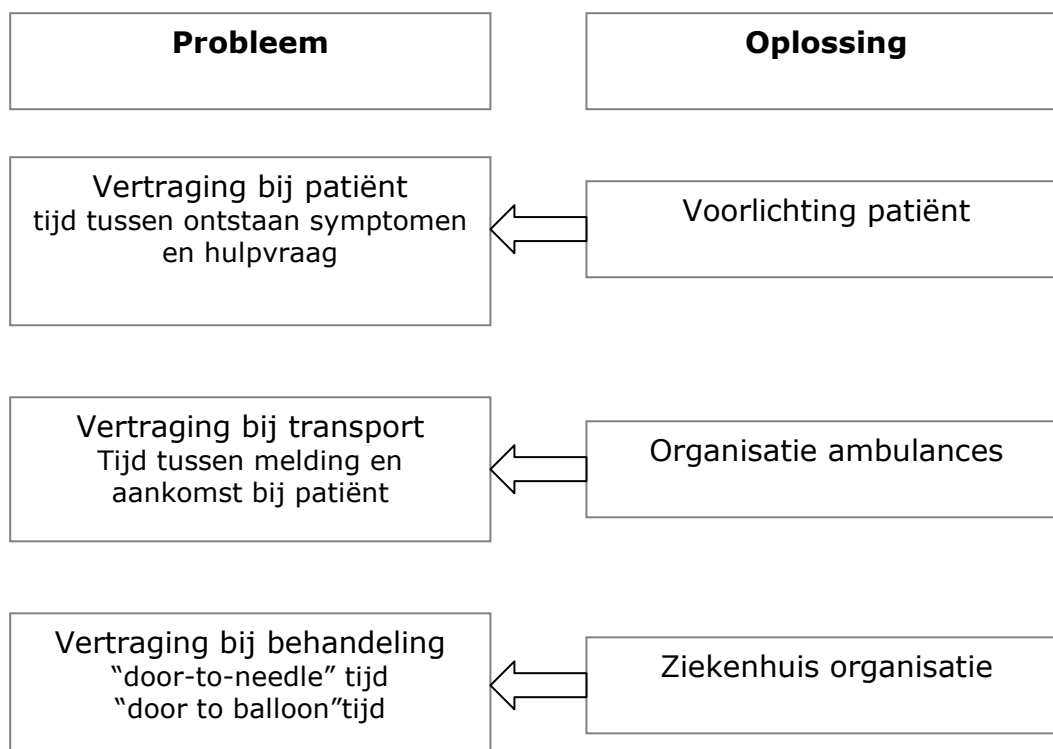 Probleem
Oplossing
Vertraging bij patiënt
tijd tussen ontstaan symptomen
en hulpvraag
Voorlichting patiënt
Vertraging bij transport
Tijd tussen melding en
aankomst bij patiënt
Organisatie ambulances
Vertraging bij behandeling
“door-to-needle” tijd
“door to balloon”tijd
Ziekenhuis organisatie